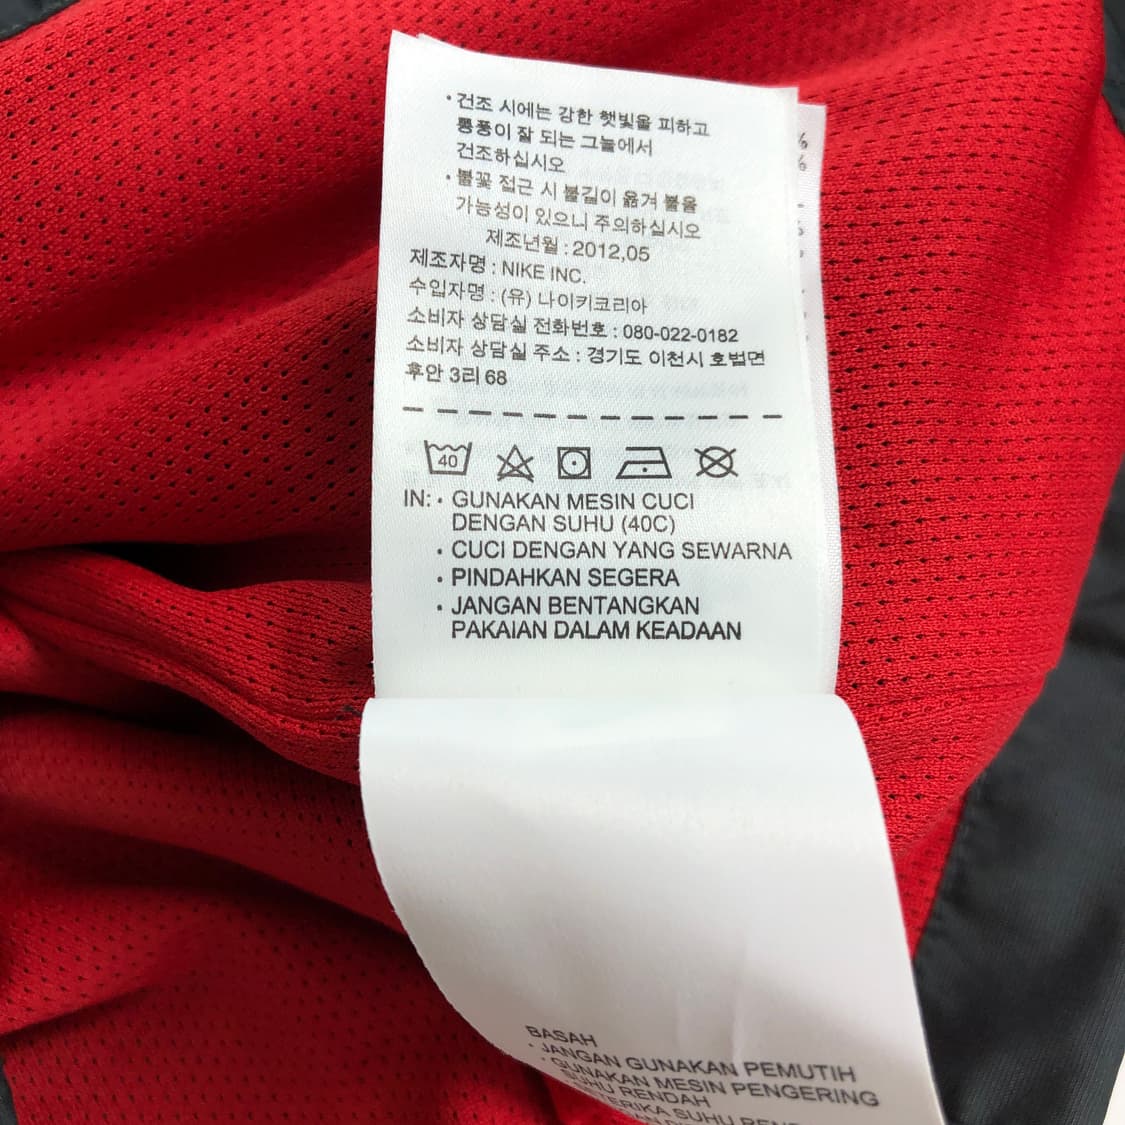 · 건조 시에는 강한 햇빛을 피하고
통풍이 잘 되는 그늘에서
건조하십시오
· 불꽃 접근 시 불길이 옮겨 붙을
가능성이 있으니 주의하십시오
제조년월 : 2012,05
제조자명 : NIKE INC.
수입자명 : (유) 나이키코리아
소비자 상담실 전화번호 : 080-022-0182
소비자 상담실 주소 : 경기도 이천시 호법면
후안 3리 68
40
IN: · GUNAKAN MESIN CUCI
DENGAN SUHU (40C)
· CUCI DENGAN YANG SEWARNA
· PINDAHKAN SEGERA
· JANGAN BENTANGKAN
PAKAIAN DALAM KEADAAN
BASAH
· JANGAN GUNAKAN PEMUTIH
· GUNAKAN MESIN PENGERING
SUHU RENDAH
SUHU